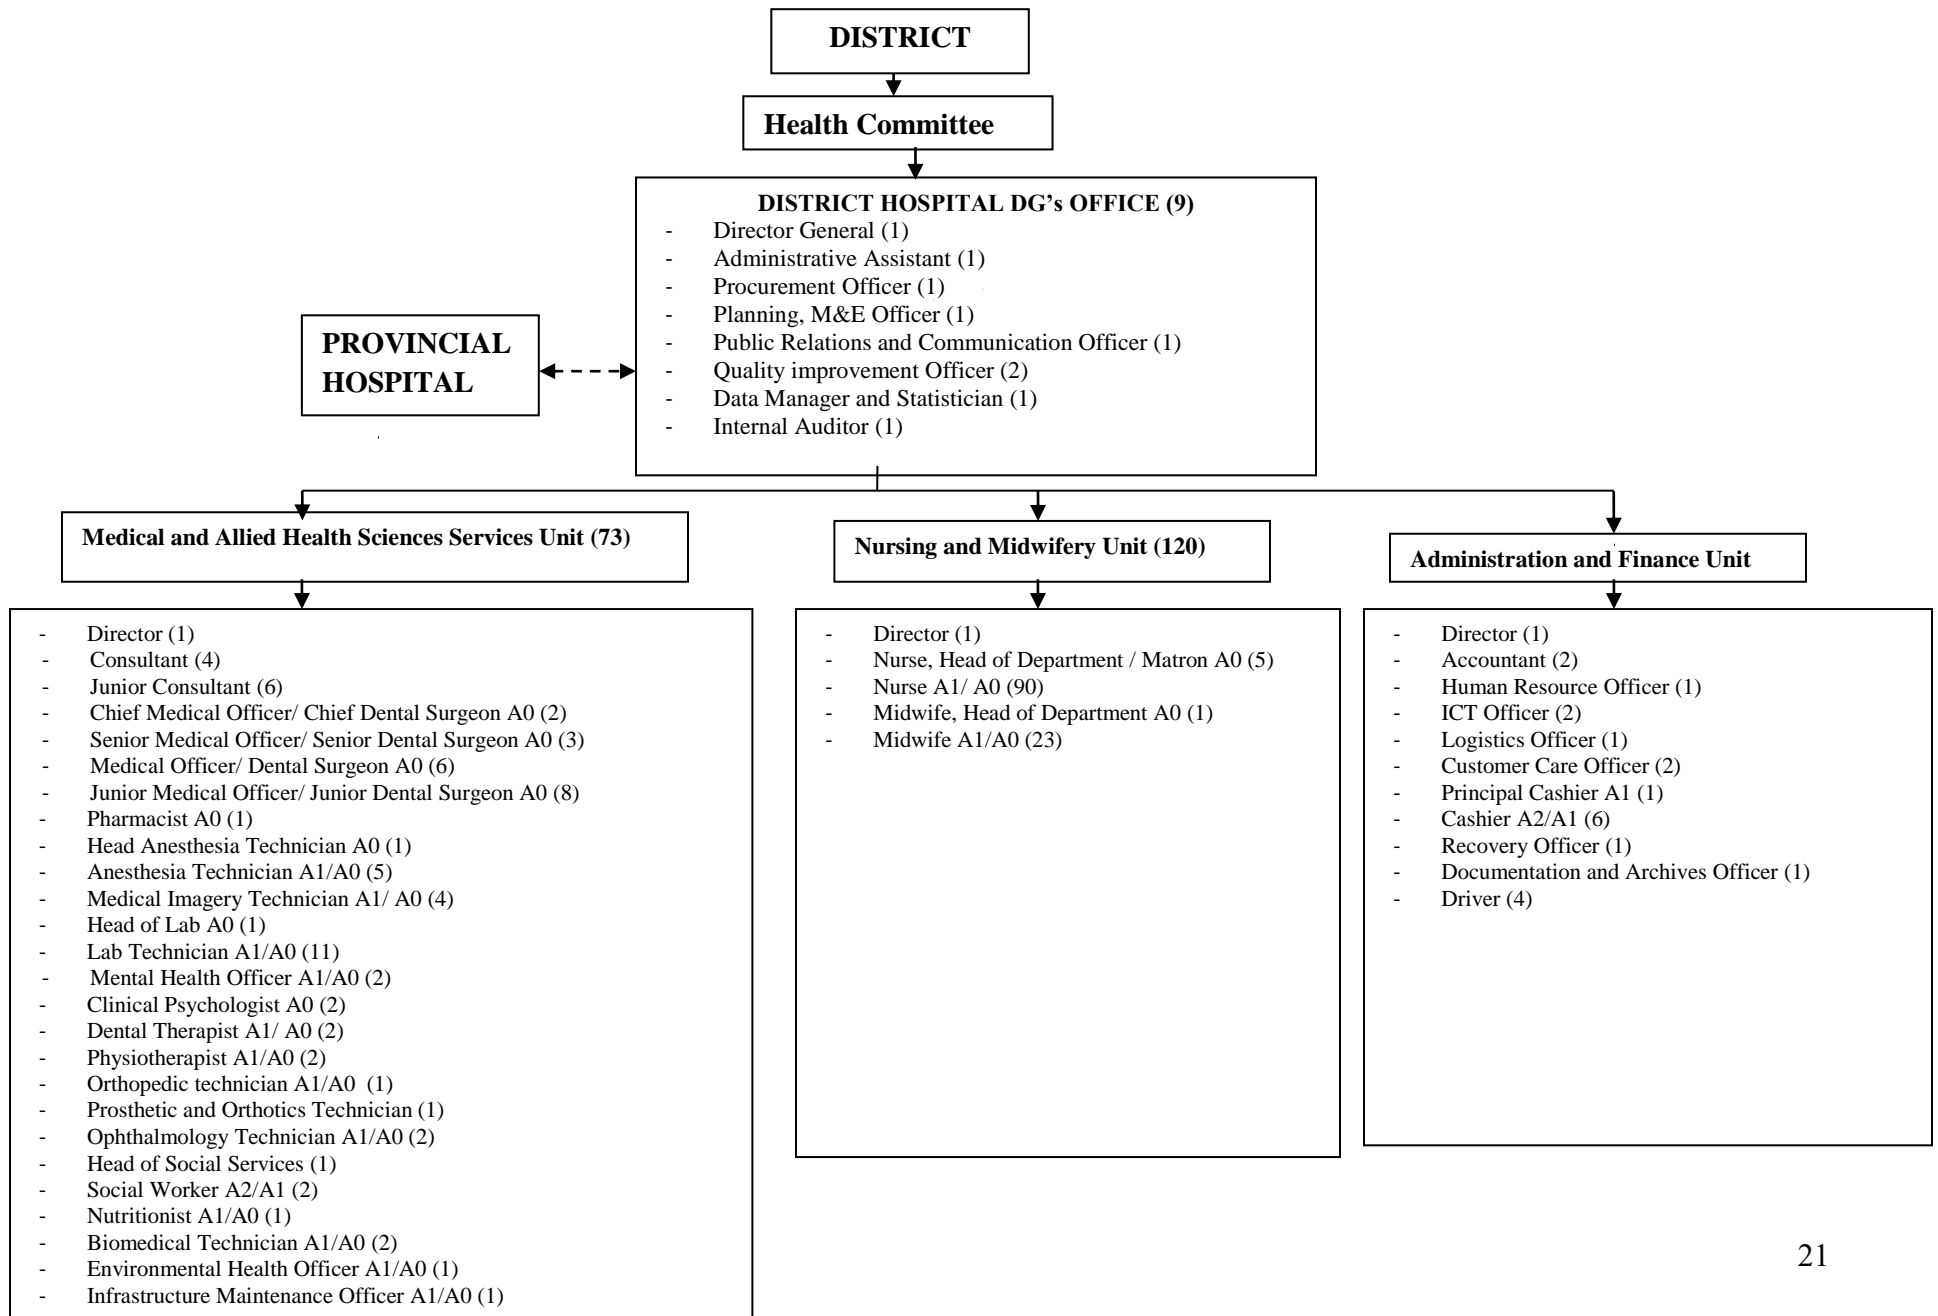 DISTRICT
Health Committee
DISTRICT HOSPITAL DG's OFFICE (9)
- Director General (1)
- Administrative Assistant (1)
- Procurement Officer (1)
- Planning, M&E Officer (1)
- Public Relations and Communication Officer (1)
- Quality improvement Officer (2)
- Data Manager and Statistician (1)
- Internal Auditor (1)
PROVINCIAL
HOSPITAL
Medical and Allied Health Sciences Services Unit (73)
- Director (1)
- Consultant (4)
- Junior Consultant (6)
- Chief Medical Officer/ Chief Dental Surgeon A0 (2)
- Senior Medical Officer/ Senior Dental Surgeon A0 (3)
- Medical Officer/ Dental Surgeon A0 (6)
- Junior Medical Officer/ Junior Dental Surgeon A0 (8)
- Pharmacist A0 (1)
- Head Anesthesia Technician A0 (1)
- Anesthesia Technician A1/A0 (5)
- Medical Imagery Technician A1/ A0 (4)
- Head of Lab A0 (1)
- Lab Technician A1/A0 (11)
- Mental Health Officer A1/A0 (2)
- Clinical Psychologist A0 (2)
- Dental Therapist A1/ A0 (2)
- Physiotherapist A1/A0 (2)
- Orthopedic technician A1/A0 (1)
- Prosthetic and Orthotics Technician (1)
- Ophthalmology Technician A1/A0 (2)
- Head of Social Services (1)
- Social Worker A2/A1 (2)
- Nutritionist A1/A0 (1)
- Biomedical Technician A1/A0 (2)
- Environmental Health Officer A1/A0 (1)
- Infrastructure Maintenance Officer A1/A0 (1)
Nursing and Midwifery Unit (120)
- Director (1)
- Nurse, Head of Department / Matron A0 (5)
- Nurse A1/ A0 (90)
- Midwife, Head of Department A0 (1)
- Midwife A1/A0 (23)
Administration and Finance Unit
- Director (1)
- Accountant (2)
- Human Resource Officer (1)
- ICT Officer (2)
- Logistics Officer (1)
- Customer Care Officer (2)
- Principal Cashier A1 (1)
- Cashier A2/A1 (6)
- Recovery Officer (1)
- Documentation and Archives Officer (1)
- Driver (4)
21